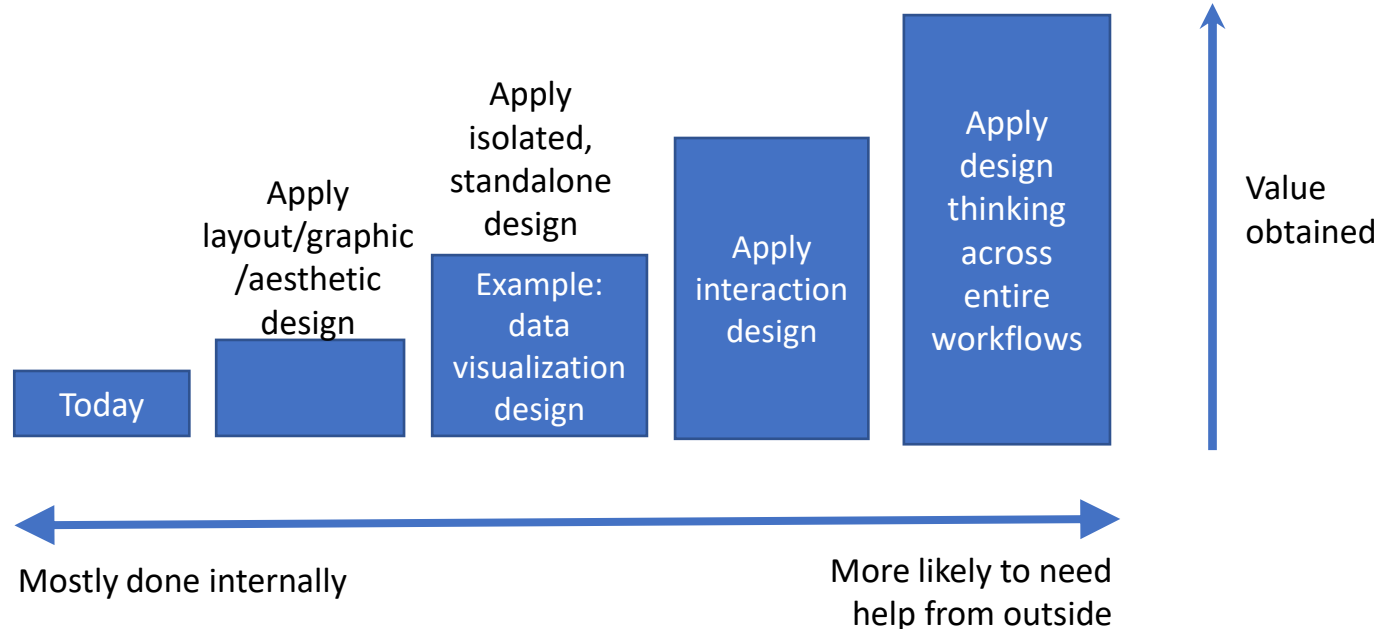 Today
Apply
layout/graphic
/aesthetic
design
Apply
isolated,
standalone
design
Example:
data
visualization
design
Apply
interaction
design
Apply
design
thinking
across
entire
workflows
Value
obtained
Mostly done internally
More likely to need
help from outside